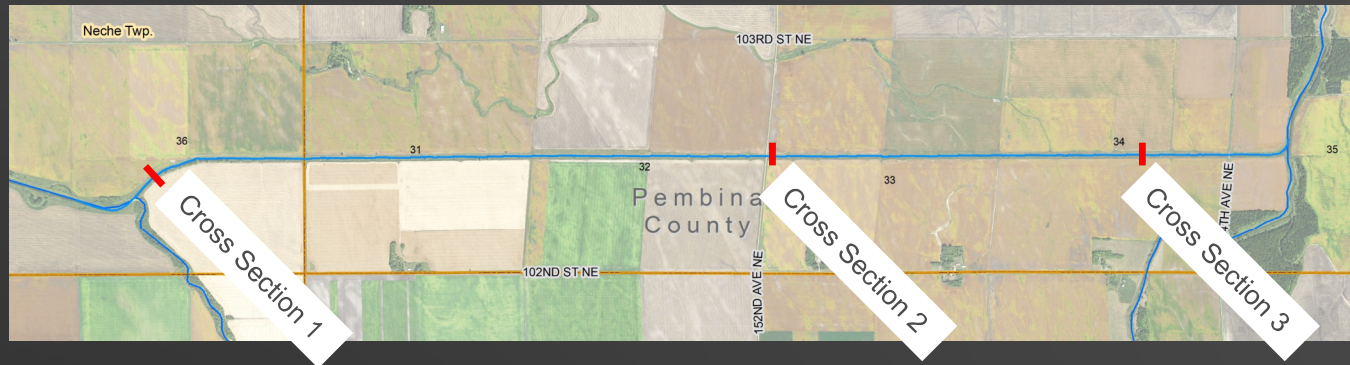 Neche Twp.
103RD ST NE
36
31
32
33
34
35
Pembina
County
102ND ST NE
152ND AVE NE
4TH AVE NE
Cross Section 1
Cross Section 2
Cross Section 3